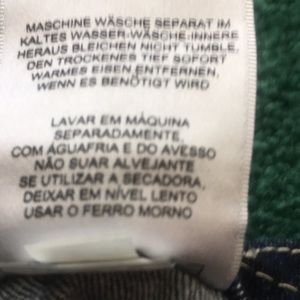 MASCHINE WÄSCHE SEPARAT IM
KALTES WASSER-WÄSCHE-INNERE
HERAUS BLEICHEN NICHT TUMBLE,
DEN TROCKENES TIEF SOFORT
WARMES EISEN ENTFERNEN,
WENN ES BENÖTIGT WIRD
LAVAR EM MÁQUINA
SEPARADAMENTE,
COM AGUAFRIA E DO AVESSO
NÃO SUAR ALVEJANTE
SE UTILIZAR A SECADORA,
DEIXAR EM NÍVEL LENTO
USAR O FERRO MORNO